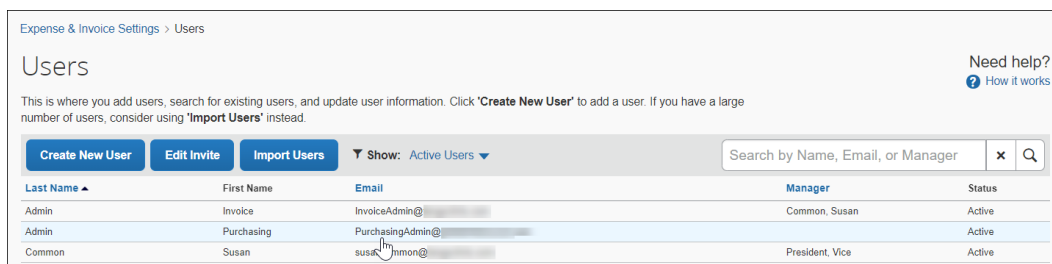 Expense & Invoice Settings > Users
Users
Need help?
? How it works
This is where you add users, search for existing users, and update user information. Click 'Create New User' to add a user. If you have a large
number of users, consider using 'Import Users' instead.
Create New User Edit Invite Import Users Show: Active Users Search by Name, Email, or Manager x
Last Name First Name Email Manager Status
Admin Invoice InvoiceAdmin@ Common, Susan Active
Admin Purchasing PurchasingAdmin@ Active
Common Susan President, Vice Active